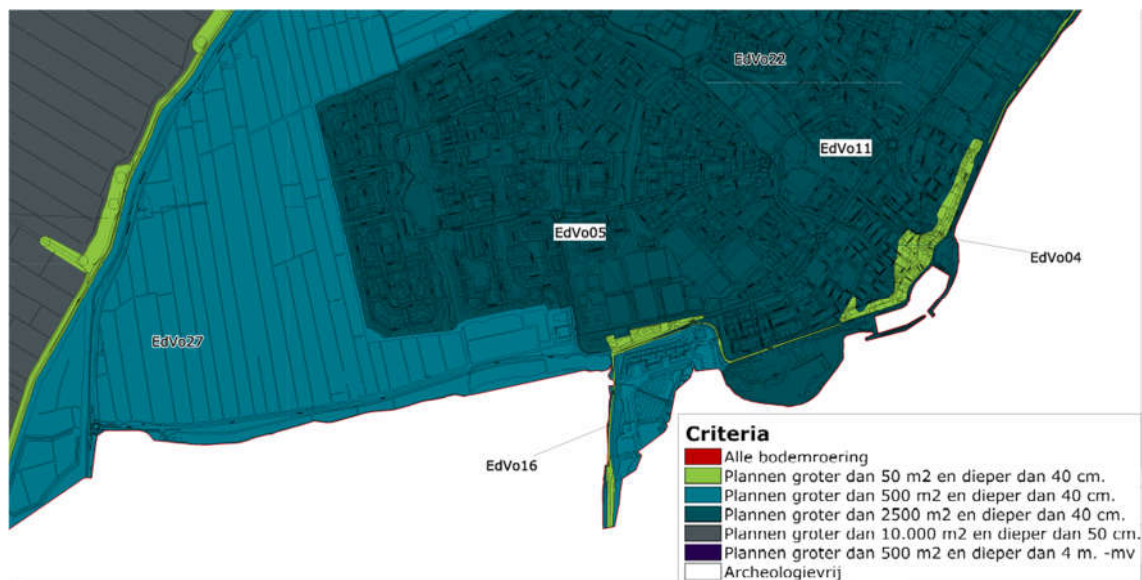 EdVo22
EdVo11
EdVo05
EdVo04
EdVo27
EdVo16
Criteria
Alle bodemroering
Plannen groter dan 50 m2 en dieper dan 40 cm.
Plannen groter dan 500 m2 en dieper dan 40 cm.
Plannen groter dan 2500 m2 en dieper dan 40 cm.
Plannen groter dan 10.000 m2 en dieper dan 50 cm.
Plannen groter dan 500 m2 en dieper dan 4 m. -mv
Archeologievrij